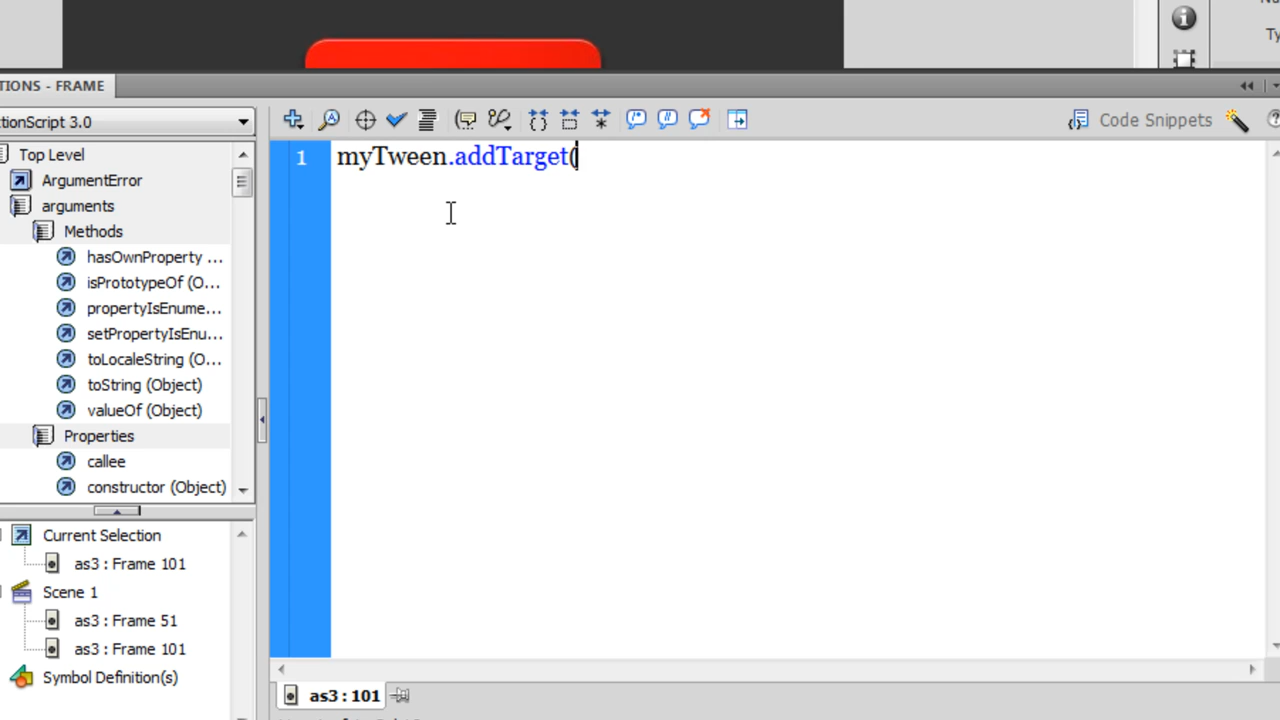 Ty
TIONS - FRAME
tionScript 3.0
Code Snippets
Top Level
ArgumentError
arguments
Methods
hasOwnProperty ...
isPrototypeOf (O...
propertyIsEnume...
setPropertyIsEnu...
toLocaleString (O...
toString (Object)
valueOf (Object)
Properties
callee
constructor (Object)
Current Selection
as3 : Frame 101
Scene 1
as3 : Frame 51
as3 : Frame 101
Symbol Definition(s)
1 myTween.addTarget(
as3 : 101